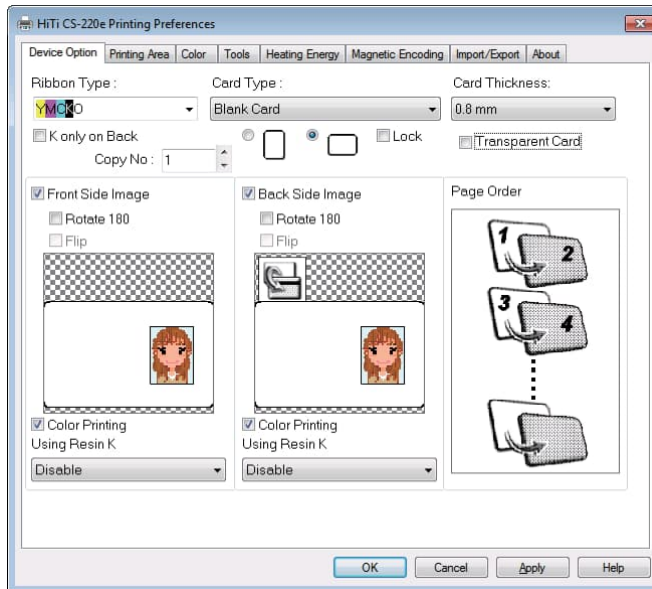 HiTi CS-220e Printing Preferences
Device Option Printing Area Color Tools Heating Energy Magnetic Encoding Import/Export About
Ribbon Type : Card Type : Card Thickness:
YMCKO Blank Card 0.8 mm
K only on Back Lock Transparent Card
Copy No : 1
Front Side Image Back Side Image Page Order
Rotate 180 Rotate 180
Flip Flip
1 2
3 4
Color Printing Color Printing
Using Resin K Using Resin K
Disable Disable
OK Cancel Apply Help